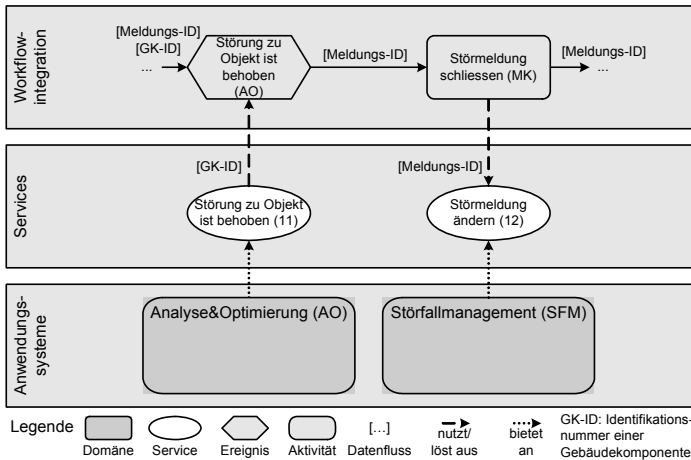 Workflow-
integration
[Meldungs-ID]
[GK-ID]
...
Störung zu
Objekt ist
behoben
(AO)
[Meldungs-ID]
Störmeldung
schliessen (MK)
[Meldungs-ID]
...
[GK-ID]
[Meldungs-ID]
Services
Störung zu Objekt
ist behoben (11)
Störmeldung
ändern (12)
Anwendungs-
systeme
Analyse&Optimierung (AO)
Störfallmanagement (SFM)
Legende
Domäne
Service
Ereignis
Aktivität
[...]
Datenfluss
nutzt/
löst aus
bietet
an
GK-ID: Identifikations-
nummer einer
Gebäudekomponente